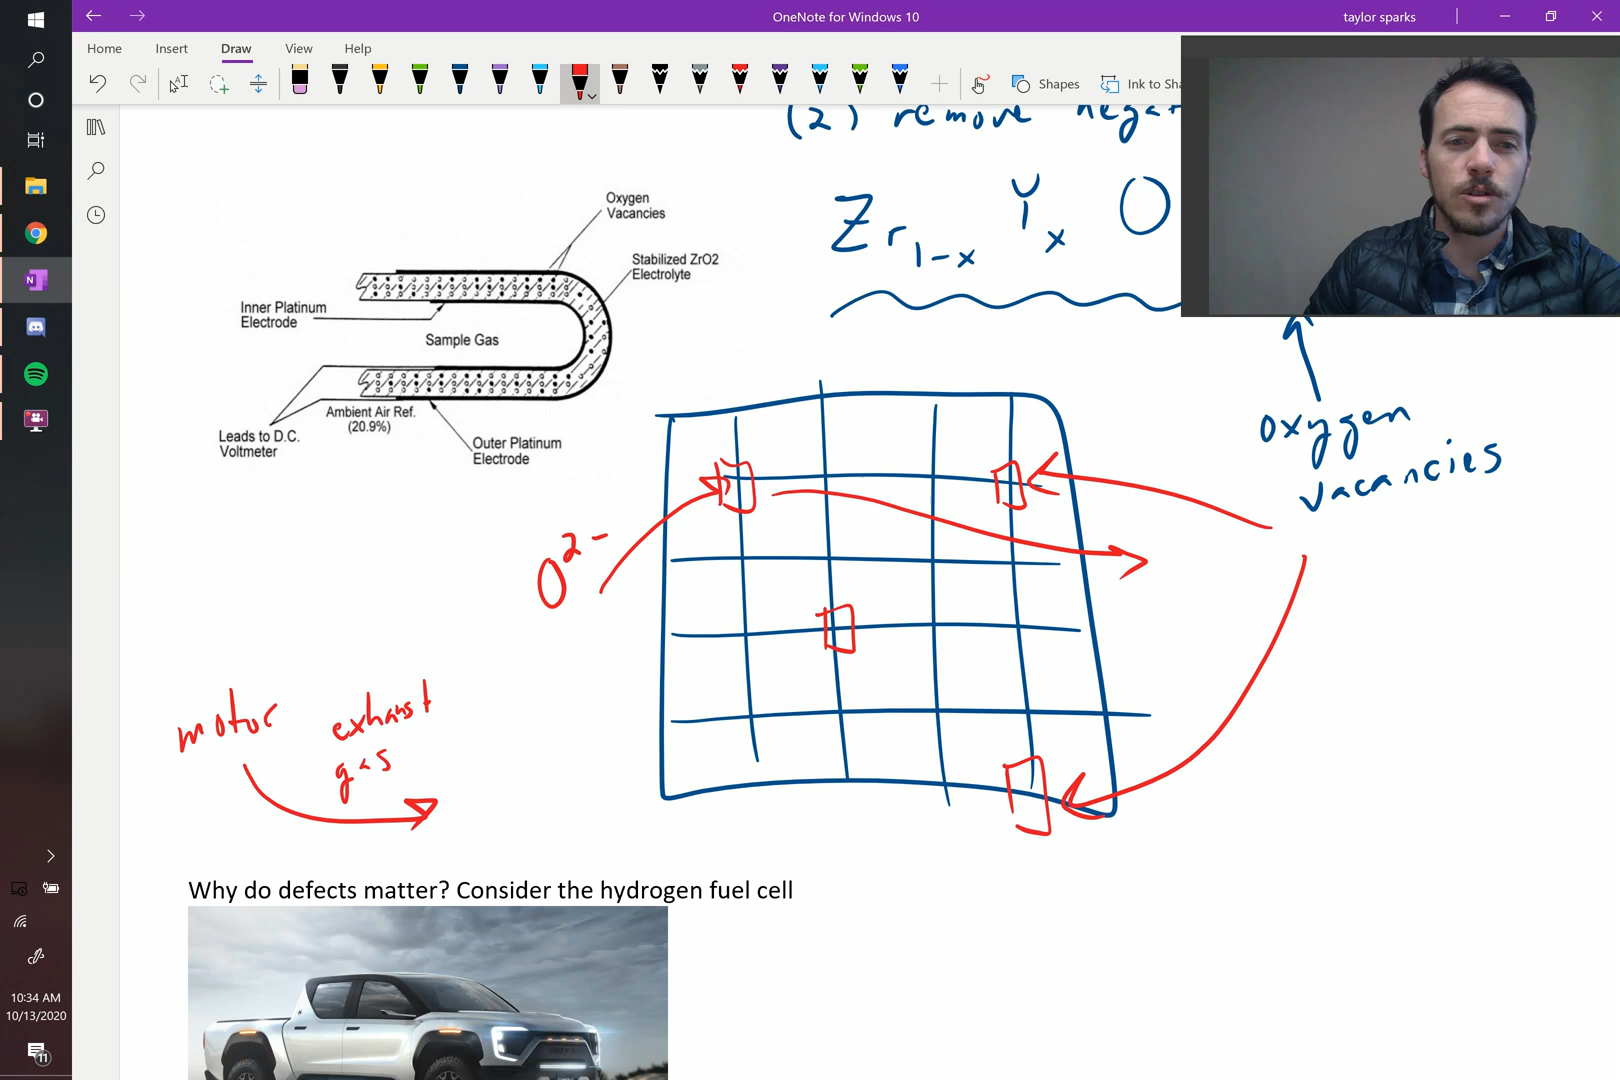 OneNote for Windows 10
taylor sparks
Home Insert Draw View Help
Shapes
Ink to Sha
(2) remove negat
Zr1-x Yx O
Oxygen
Vacancies
Stabilized ZrO2
Electrolyte
Inner Platinum
Electrode
Sample Gas
Ambient Air Ref.
(20.9%)
Leads to D.C.
Voltmeter
Outer Platinum
Electrode
oxygen
vacancies
O2-
motor
exhaust
gas
Why do defects matter? Consider the hydrogen fuel cell
10:34 AM
10/13/2020
11